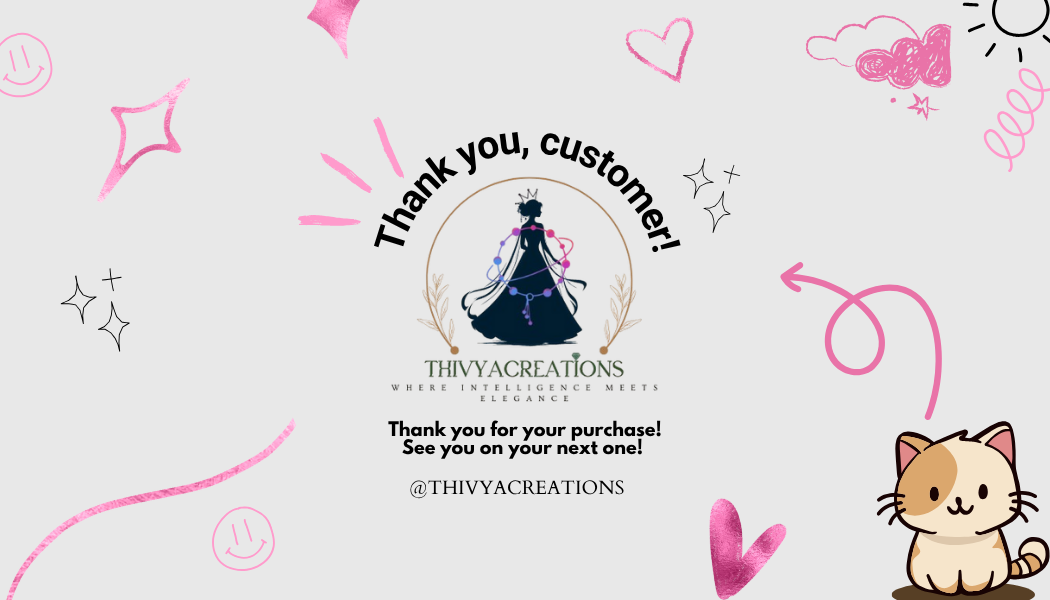 Thank you, customer!
THIVYACREATIONS
WHERE INTELLIGENCE MEETS
ELEGANCE
Thank you for your purchase!
See you on your next one!
@THIVYACREATIONS